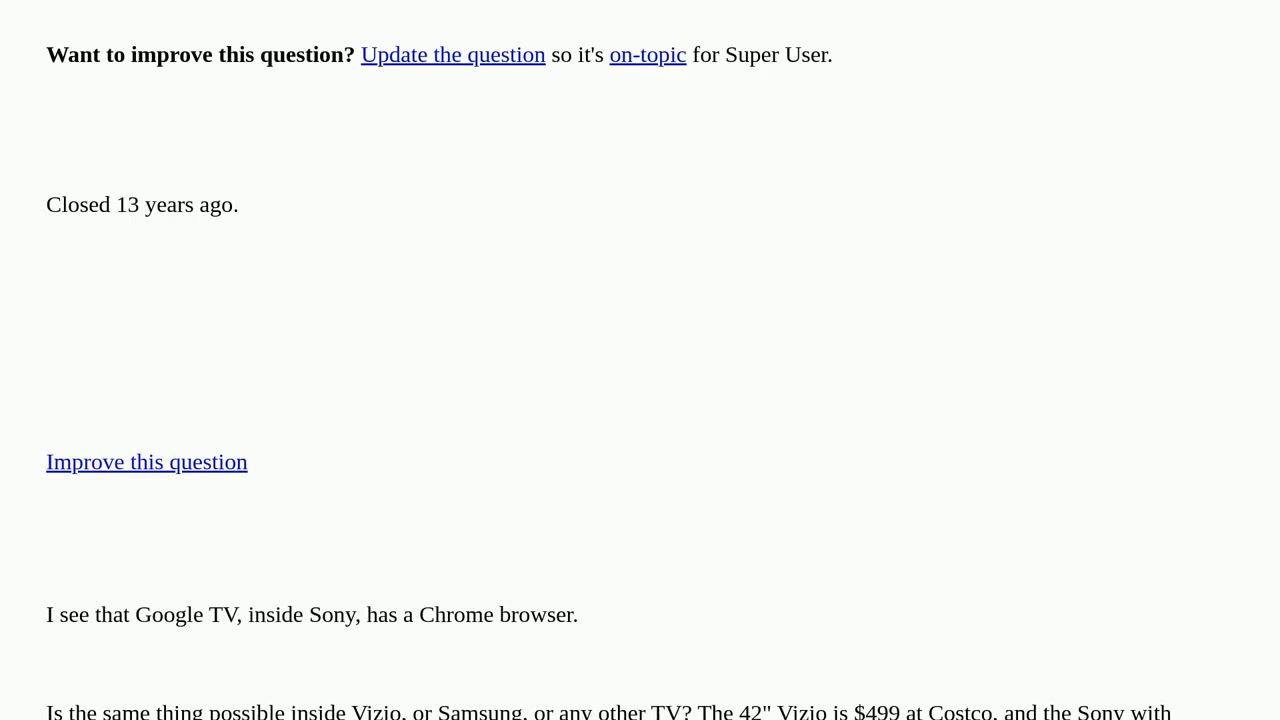 Want to improve this question? Update the question so it's on-topic for Super User.
Closed 13 years ago.
Improve this question
I see that Google TV, inside Sony, has a Chrome browser.
Is the same thing possible inside Vizio, or Samsung, or any other TV? The 42" Vizio is $499 at Costco, and the Sony with